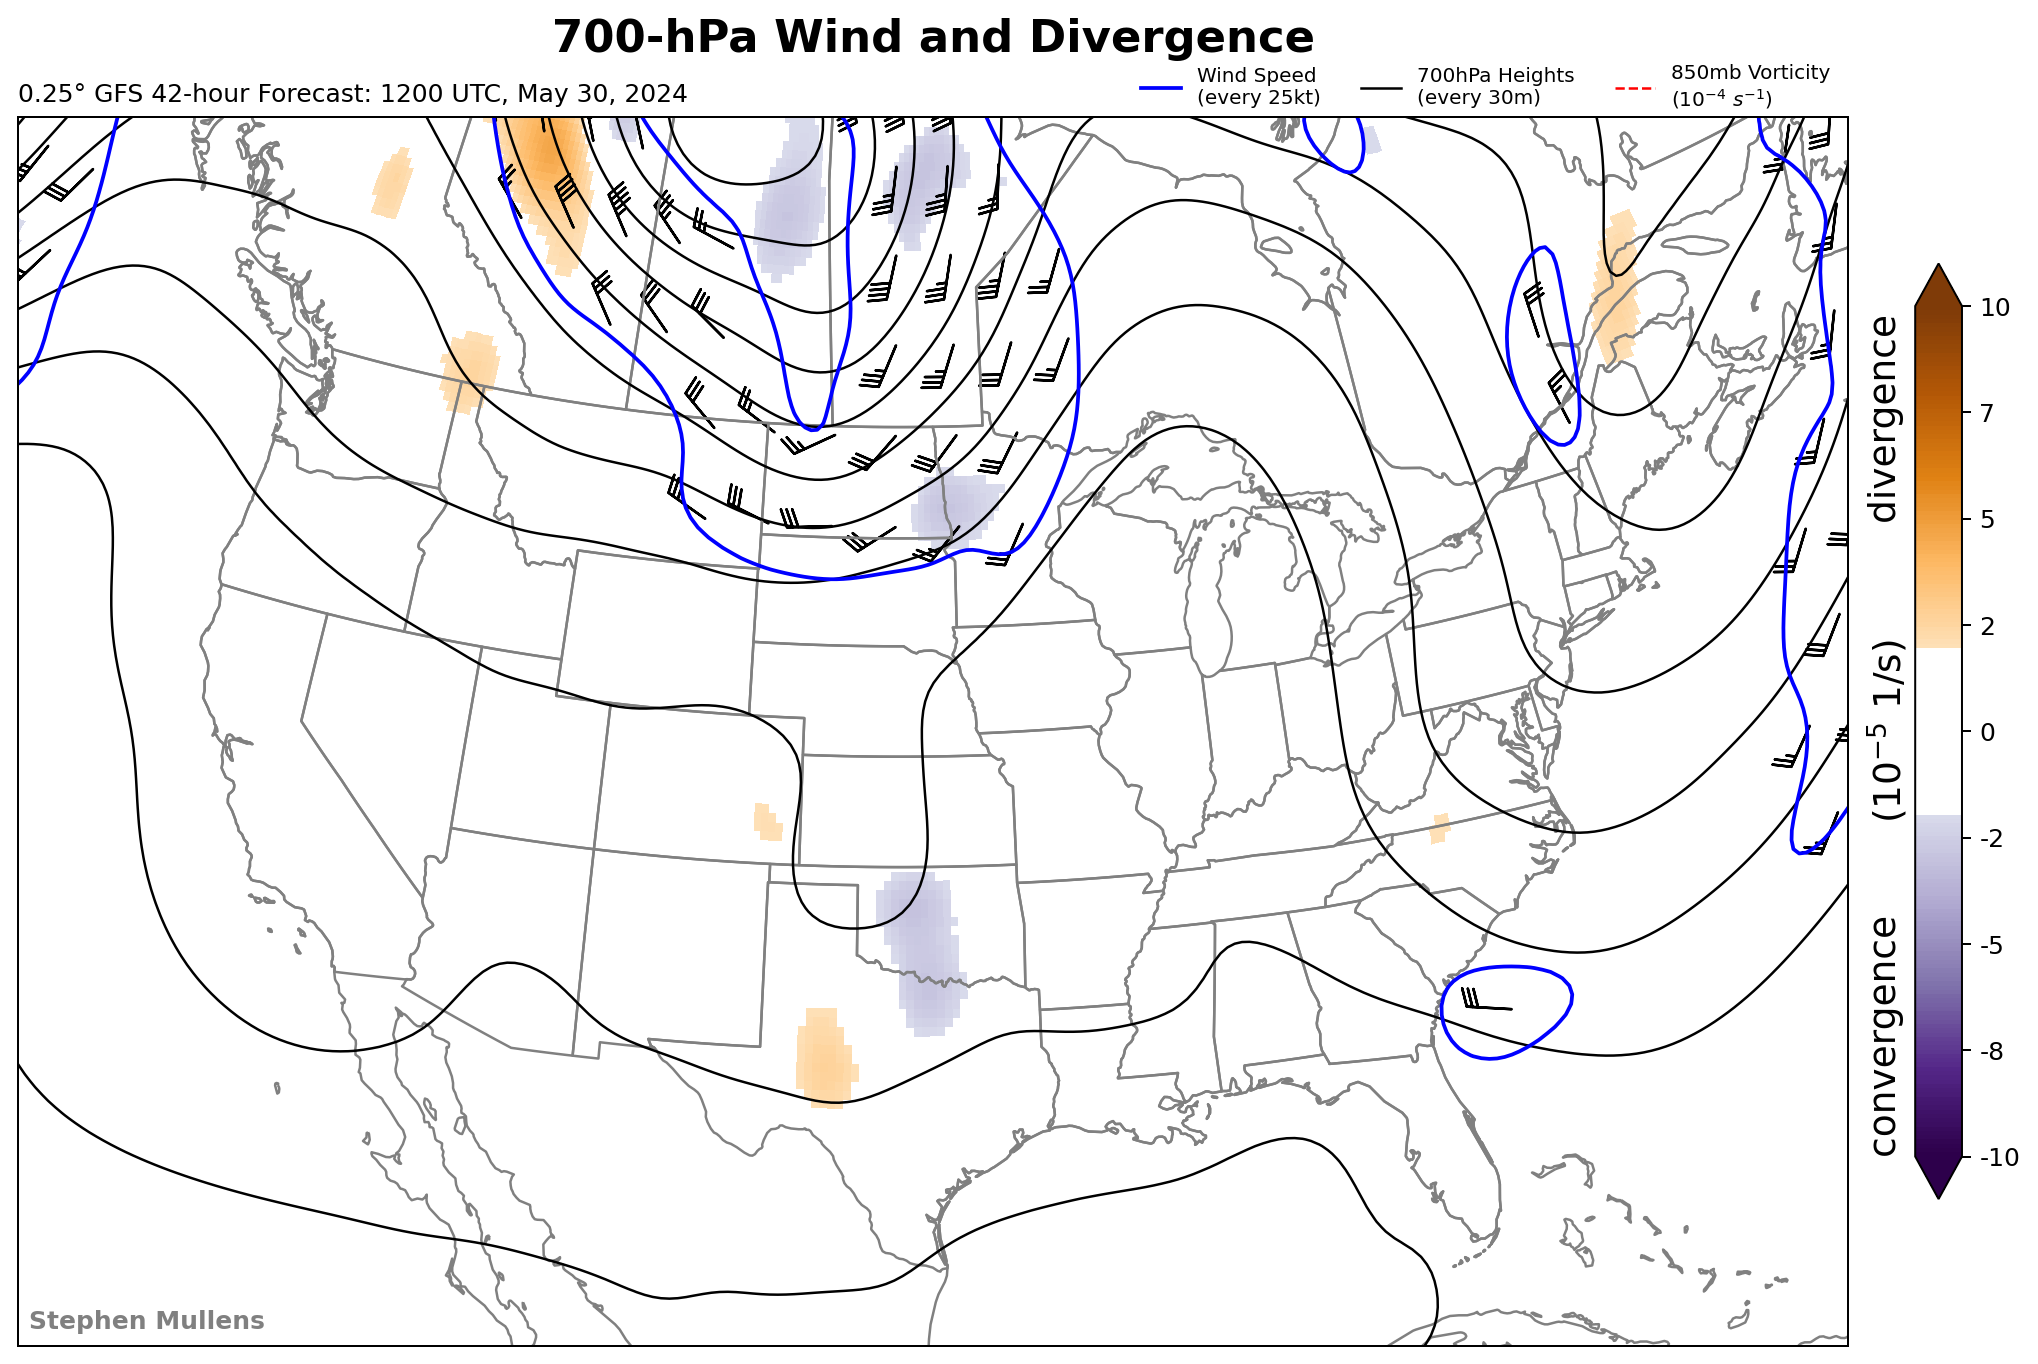 700-hPa Wind and Divergence
0.25° GFS 42-hour Forecast: 1200 UTC, May 30, 2024
Wind Speed
(every 25kt)
700hPa Heights
(every 30m)
850mb Vorticity
(10⁻⁴ s⁻¹)
10
7
5
2
0
-2
-5
-8
-10
convergence (10⁻⁵ 1/s) divergence
Stephen Mullens